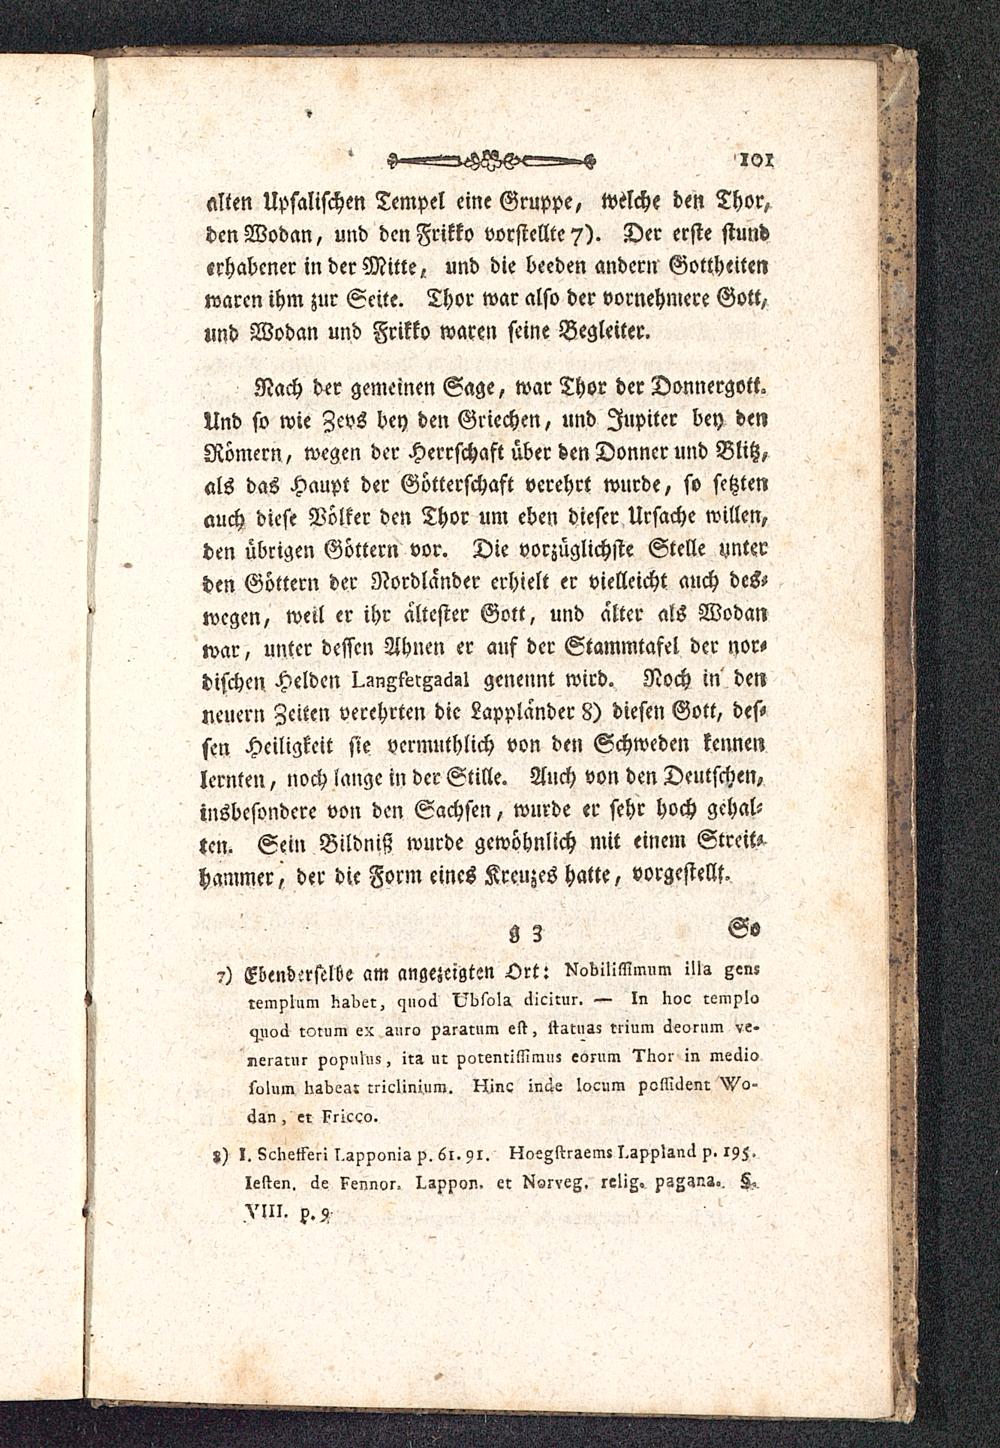 101
alten Upsalischen Tempel eine Gruppe, welche den Thor,
den Wodan, und den Frikko vorstellte 7). Der erste stund
erhabener in der Mitte, und die beeden andern Gottheiten
waren ihm zur Seite. Thor war also der vornehmere Gott,
und Wodan und Frikko waren seine Begleiter.
Nach der gemeinen Sage, war Thor der Donnergott.
Und so wie Zevs bey den Griechen, und Jupiter bey den
Römern, wegen der Herrschaft über den Donner und Blitz,
als das Haupt der Götterschaft verehrt wurde, so setzten
auch diese Völker den Thor um eben dieser Ursache willen,
den übrigen Göttern vor. Die vorzüglichste Stelle unter
den Göttern der Nordländer erhielt er vielleicht auch des-
wegen, weil er ihr ältester Gott, und älter als Wodan
war, unter dessen Ahnen er auf der Stammtafel der nor-
dischen Helden Langfetgadal genennt wird. Noch in den
neuern Zeiten verehrten die Lappländer 8) diesen Gott, des-
sen Heiligkeit sie vermuthlich von den Schweden kennen
lernten, noch lange in der Stille. Auch von den Deutschen,
insbesondere von den Sachsen, wurde er sehr hoch gehal-
ten. Sein Bildniß wurde gewöhnlich mit einem Streit-
hammer, der die Form eines Kreuzes hatte, vorgestellt.
g 3 So
7) Ebenderselbe am angezeigten Ort: Nobilissimum illa gens
templum habet, quod Ubsola dicitur. — In hoc templo
quod totum ex auro paratum est, statuas trium deorum ve-
neratur populus, ita ut potentissimus eorum Thor in medio
solum habeat triclinium. Hinc inde locum possident Wo-
dan, et Fricco.
8) I. Schefferi Lapponia p. 61. 91. Hoegstraems Lappland p. 195.
Iesten. de Fennor. Lappon. et Norveg. relig. pagana. §.
VIII. p. 9